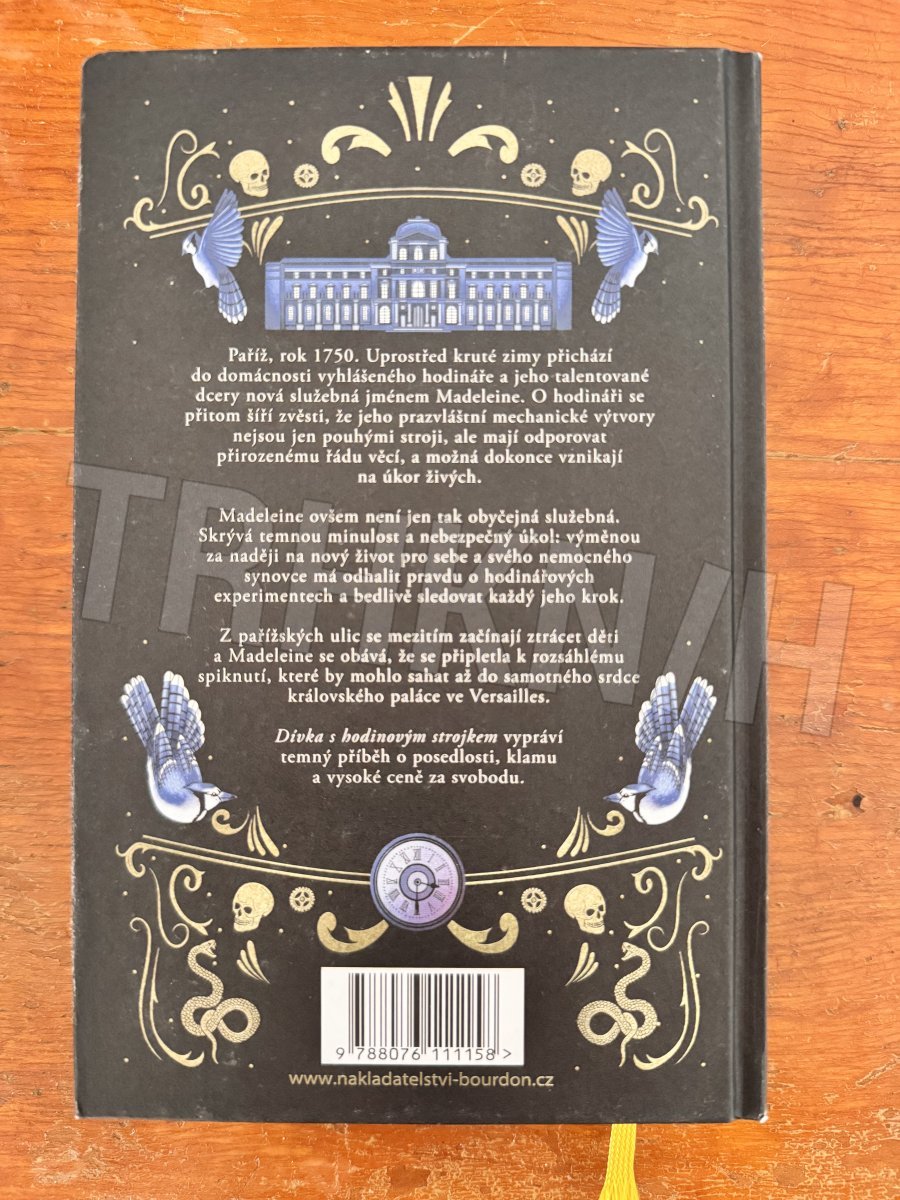 Paříž, rok 1750. Uprostřed kruté zimy přichází
do domácnosti vyhlášeného hodináře a jeho talentované
dcery nová služebná jménem Madeleine. O hodináři se
přitom šíří zvěsti, že jeho prazvláštní mechanické výtvory
nejsou jen pouhými stroji, ale mají odporovat
přirozenému řádu věcí, a možná dokonce vznikají
na úkor živých.
Madeleine ovšem není jen tak obyčejná služebná.
Skrývá temnou minulost a nebezpečný úkol: výměnou
za naději na nový život pro sebe a svého nemocného
synovce má odhalit pravdu o hodinářových
experimentech a bedlivě sledovat každý jeho krok.
Z pařížských ulic se mezitím začínají ztrácet děti
a Madeleine se obává, že se připletla k rozsáhlému
spiknutí, které by mohlo sahat až do samotného srdce
královského paláce ve Versailles.
Dívka s hodinovým strojkem vypráví
temný příběh o posedlosti, klamu
a vysoké ceně za svobodu.
9 788076 111158 >
www.nakladatelstvi-bourdon.cz